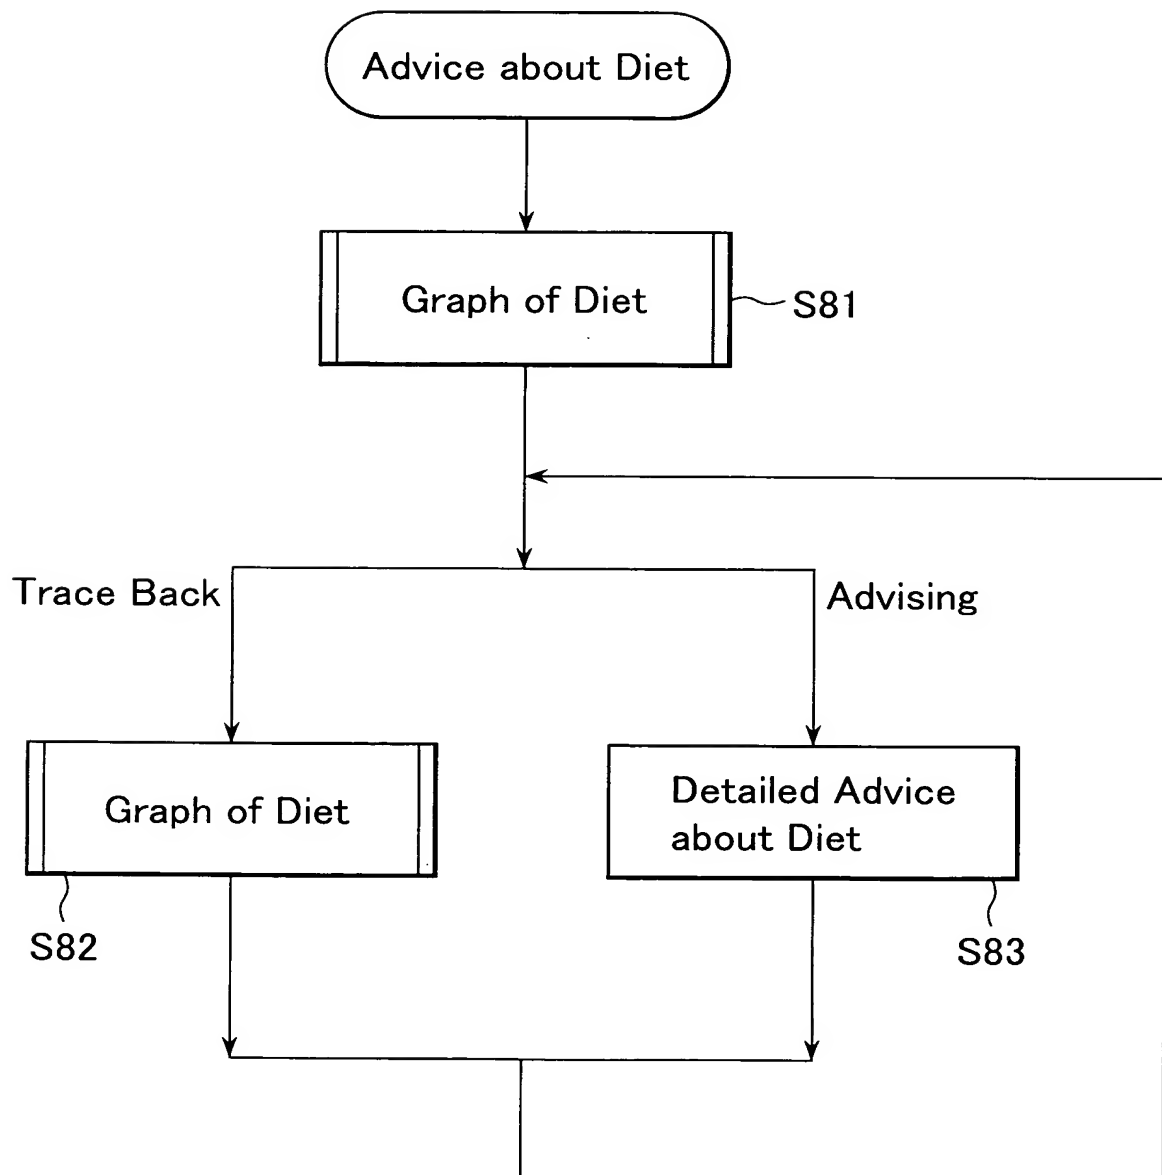 Advice about Diet
Graph of Diet
S81
Trace Back
Advising
Graph of Diet
Detailed Advice
about Diet
S82
S83